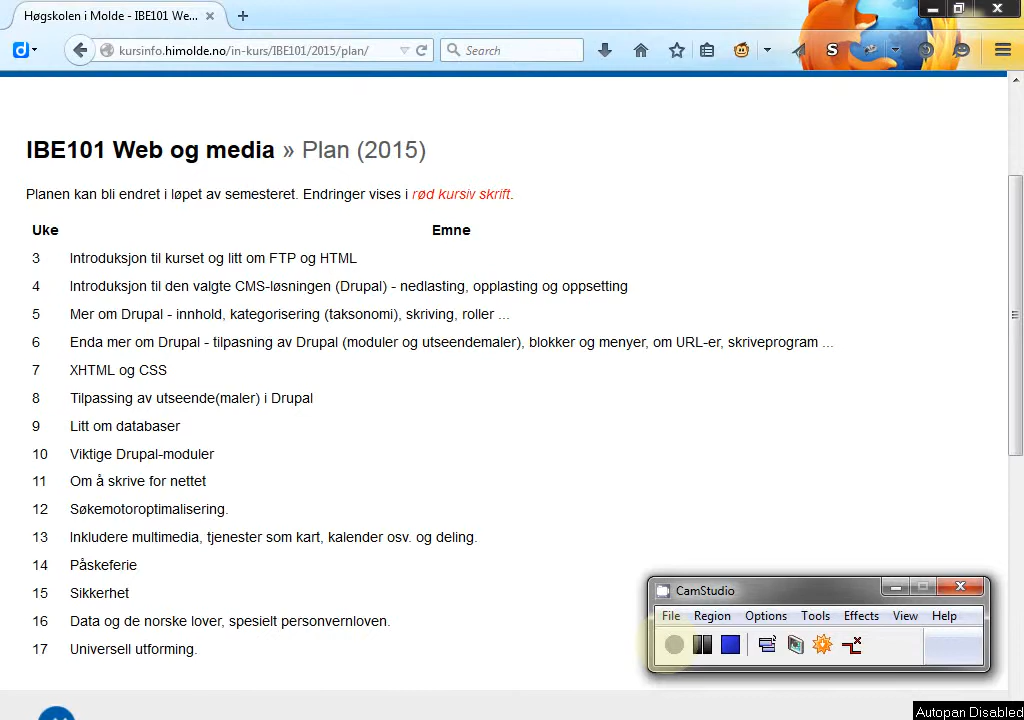 Høgskolen i Molde - IBE101 We...
kursinfo.himolde.no/in-kurs/IBE101/2015/plan/
Search
IBE101 Web og media » Plan (2015)
Planen kan bli endret i løpet av semesteret. Endringer vises i rød kursiv skrift.
Uke Emne
3 Introduksjon til kurset og litt om FTP og HTML
4 Introduksjon til den valgte CMS-løsningen (Drupal) - nedlasting, opplasting og oppsetting
5 Mer om Drupal - innhold, kategorisering (taksonomi), skriving, roller ...
6 Enda mer om Drupal - tilpasning av Drupal (moduler og utseendemaler), blokker og menyer, om URL-er, skriveprogram ...
7 XHTML og CSS
8 Tilpassing av utseende(maler) i Drupal
9 Litt om databaser
10 Viktige Drupal-moduler
11 Om å skrive for nettet
12 Søkemotoroptimalisering.
13 Inkludere multimedia, tjenester som kart, kalender osv. og deling.
14 Påskeferie
15 Sikkerhet
16 Data og de norske lover, spesielt personvernloven.
17 Universell utforming.
CamStudio
File Region Options Tools Effects View Help
Autopan Disabled